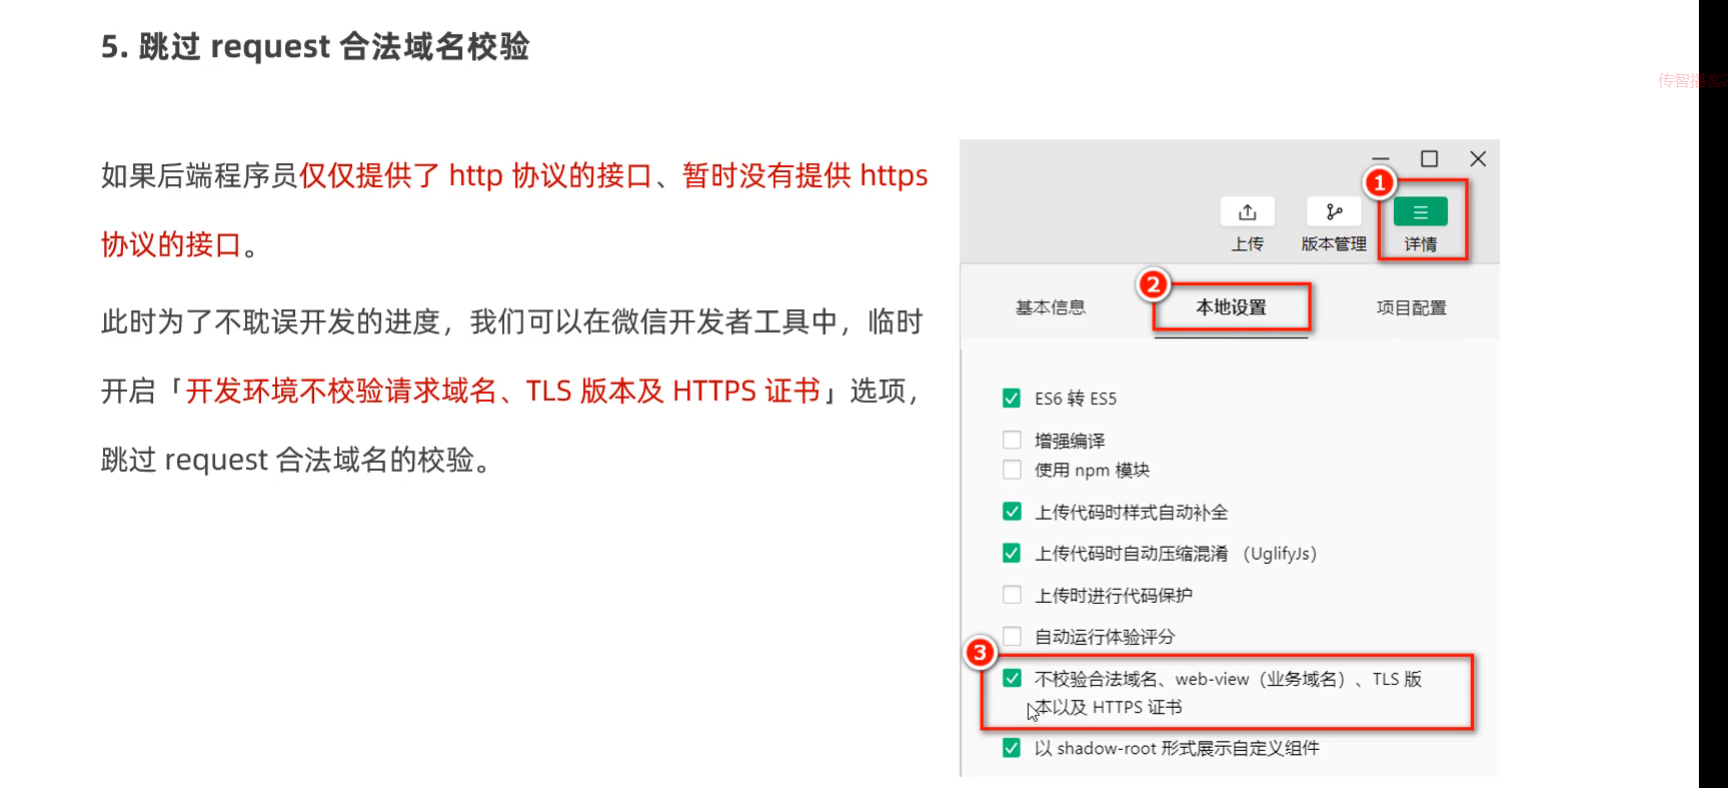 5. 跳过 request 合法域名校验
传智播客
如果后端程序员仅仅提供了 http 协议的接口、暂时没有提供 https
协议的接口。
此时为了不耽误开发的进度，我们可以在微信开发者工具中，临时
开启「开发环境不校验请求域名、TLS 版本及 HTTPS 证书」选项，
跳过 request 合法域名的校验。
1
上传
版本管理
详情
2
基本信息
本地设置
项目配置
ES6 转 ES5
增强编译
使用 npm 模块
上传代码时样式自动补全
上传代码时自动压缩混淆 （UglifyJs）
上传时进行代码保护
自动运行体验评分
3
不校验合法域名、web-view（业务域名）、TLS 版
本以及 HTTPS 证书
以 shadow-root 形式展示自定义组件